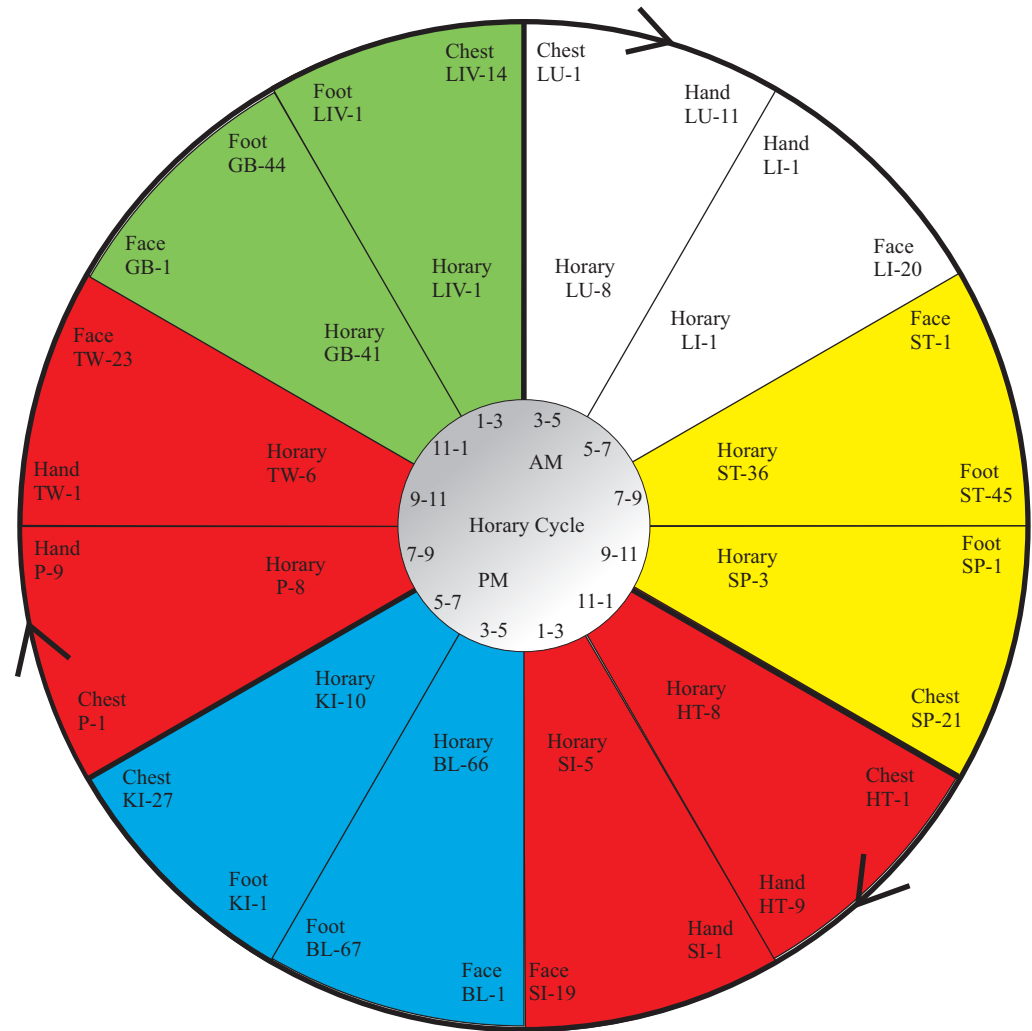 Chest
LU-1
Hand
LU-11
Horary
LU-8
Hand
LI-1
Face
LI-20
Horary
LI-1
Face
ST-1
Foot
ST-45
Horary
ST-36
Foot
SP-1
Chest
SP-21
Horary
SP-3
Chest
HT-1
Hand
HT-9
Horary
HT-8
Hand
SI-1
Face
SI-19
Horary
SI-5
Face
BL-1
Foot
BL-67
Horary
BL-66
Foot
KI-1
Chest
KI-27
Horary
KI-10
Chest
P-1
Hand
P-9
Horary
P-8
Hand
TW-1
Face
TW-23
Horary
TW-6
Face
GB-1
Foot
GB-44
Horary
GB-41
Foot
LIV-1
Chest
LIV-14
Horary
LIV-1
3-5
5-7
7-9
9-11
11-1
1-3
3-5
5-7
7-9
9-11
11-1
1-3
AM
Horary Cycle
PM